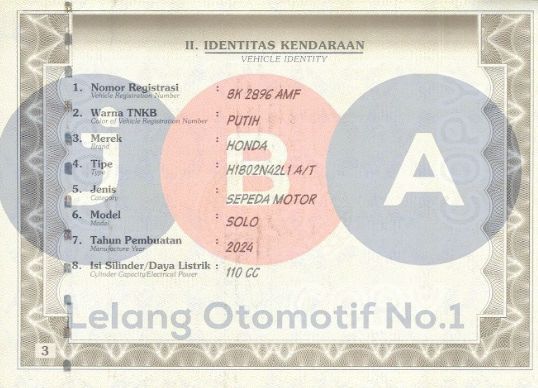 II. IDENTITAS KENDARAAN
VEHICLE IDENTITY
1. Nomor Registrasi : BK 2896 AMF
Vehicle Registration Number
2. Warna TNKB : PUTIH
Color of Vehicle Registration Number
3. Merek : HONDA
Brand
4. Tipe : H1B02N42L1 A/T
Type
5. Jenis : SEPEDA MOTOR
Category
6. Model : SOLO
Model
7. Tahun Pembuatan : 2024
Manufacture Year
8. Isi Silinder/Daya Listrik : 110 CC
Cylinder Capacity/Electrical Power
j B A
Lelang Otomotif No.1
COPY
3